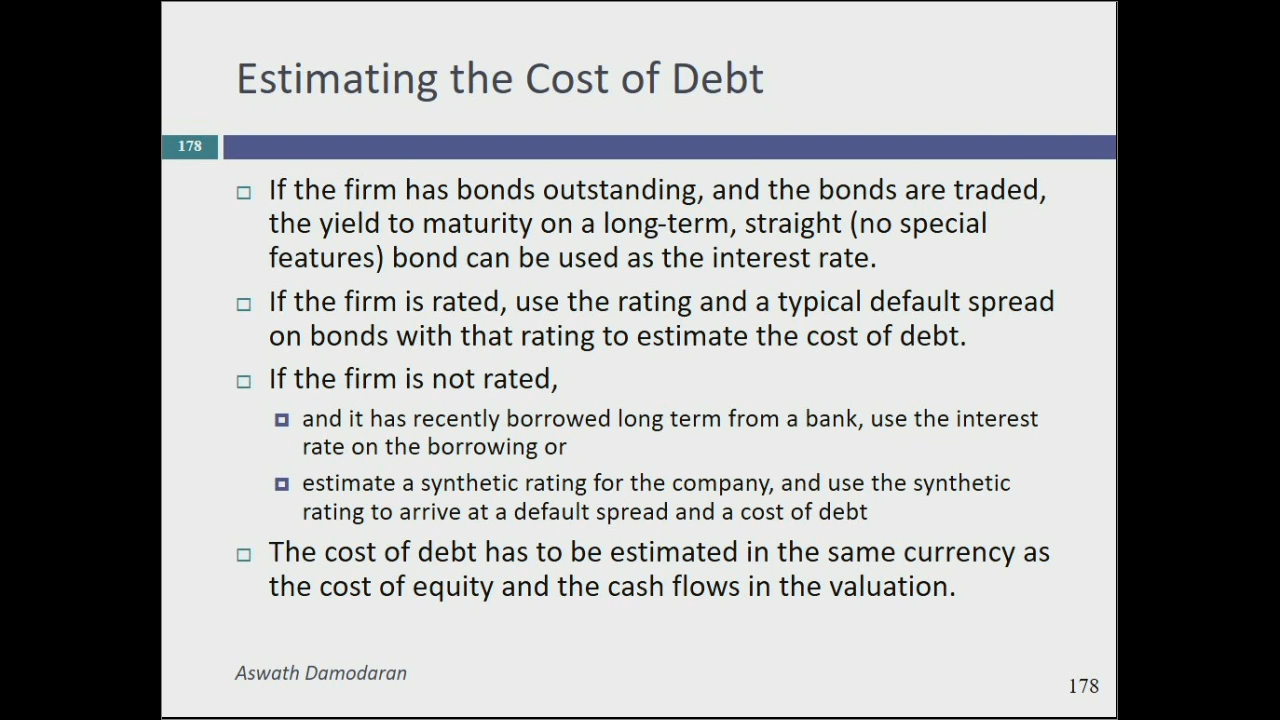 Estimating the Cost of Debt
178
If the firm has bonds outstanding, and the bonds are traded,
the yield to maturity on a long-term, straight (no special
features) bond can be used as the interest rate.
If the firm is rated, use the rating and a typical default spread
on bonds with that rating to estimate the cost of debt.
If the firm is not rated,
and it has recently borrowed long term from a bank, use the interest
rate on the borrowing or
estimate a synthetic rating for the company, and use the synthetic
rating to arrive at a default spread and a cost of debt
The cost of debt has to be estimated in the same currency as
the cost of equity and the cash flows in the valuation.
Aswath Damodaran
178